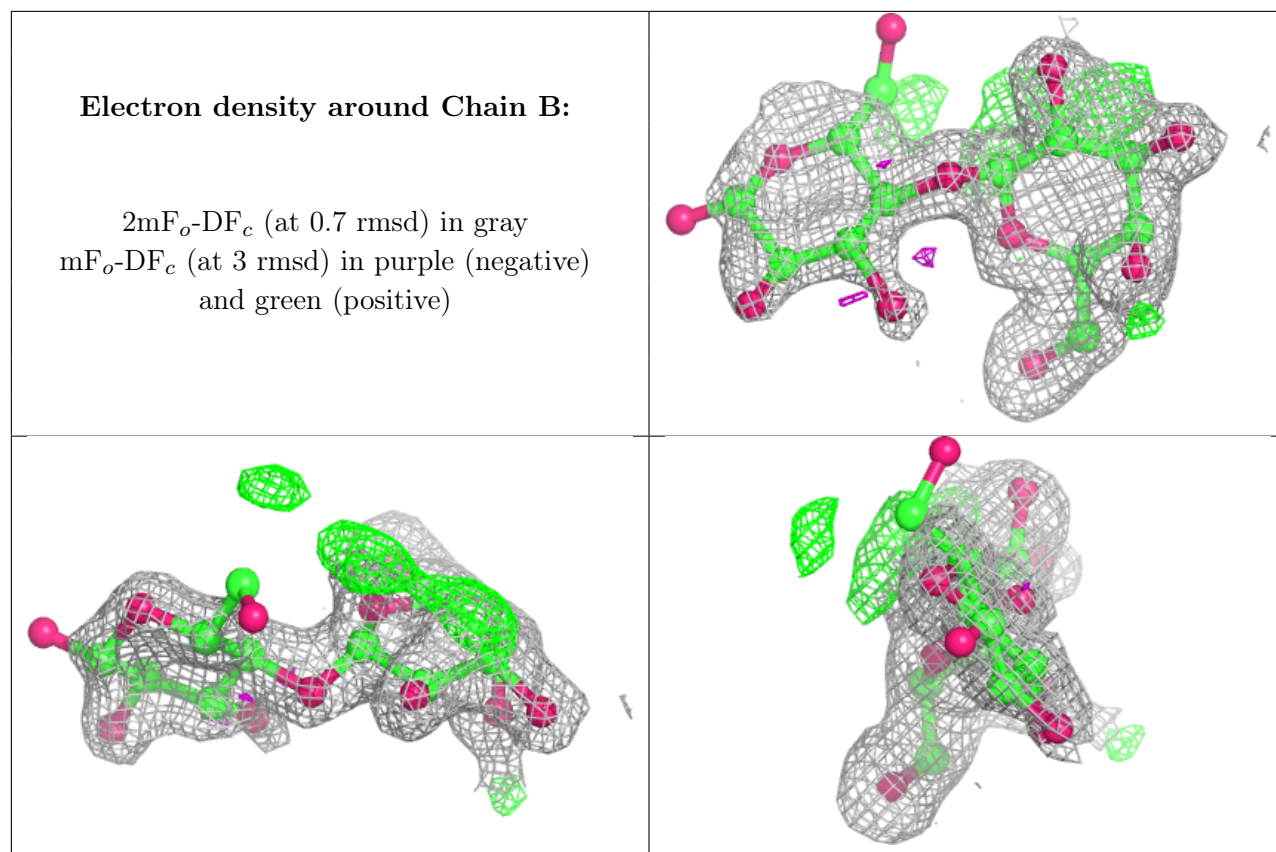 Electron density around Chain B:
2mFₒ-DF𝒸 (at 0.7 rmsd) in gray
mFₒ-DF𝒸 (at 3 rmsd) in purple (negative)
and green (positive)